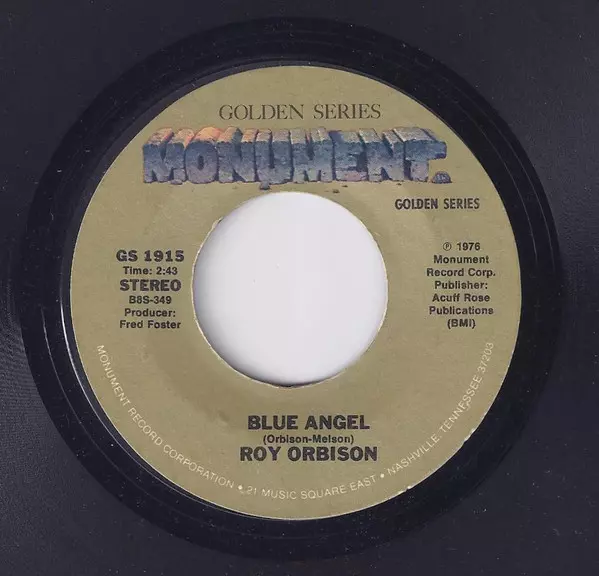 GOLDEN SERIES
MONUMENT
GOLDEN SERIES
GS 1915
Time: 2:43
STEREO
B8S-349
Producer:
Fred Foster
℗ 1976
Monument
Record Corp.
Publisher:
Acuff Rose
Publications
(BMI)
BLUE ANGEL
(Orbison-Melson)
ROY ORBISON
MONUMENT RECORD CORPORATION • 21 MUSIC SQUARE EAST • NASHVILLE, TENNESSEE 37203